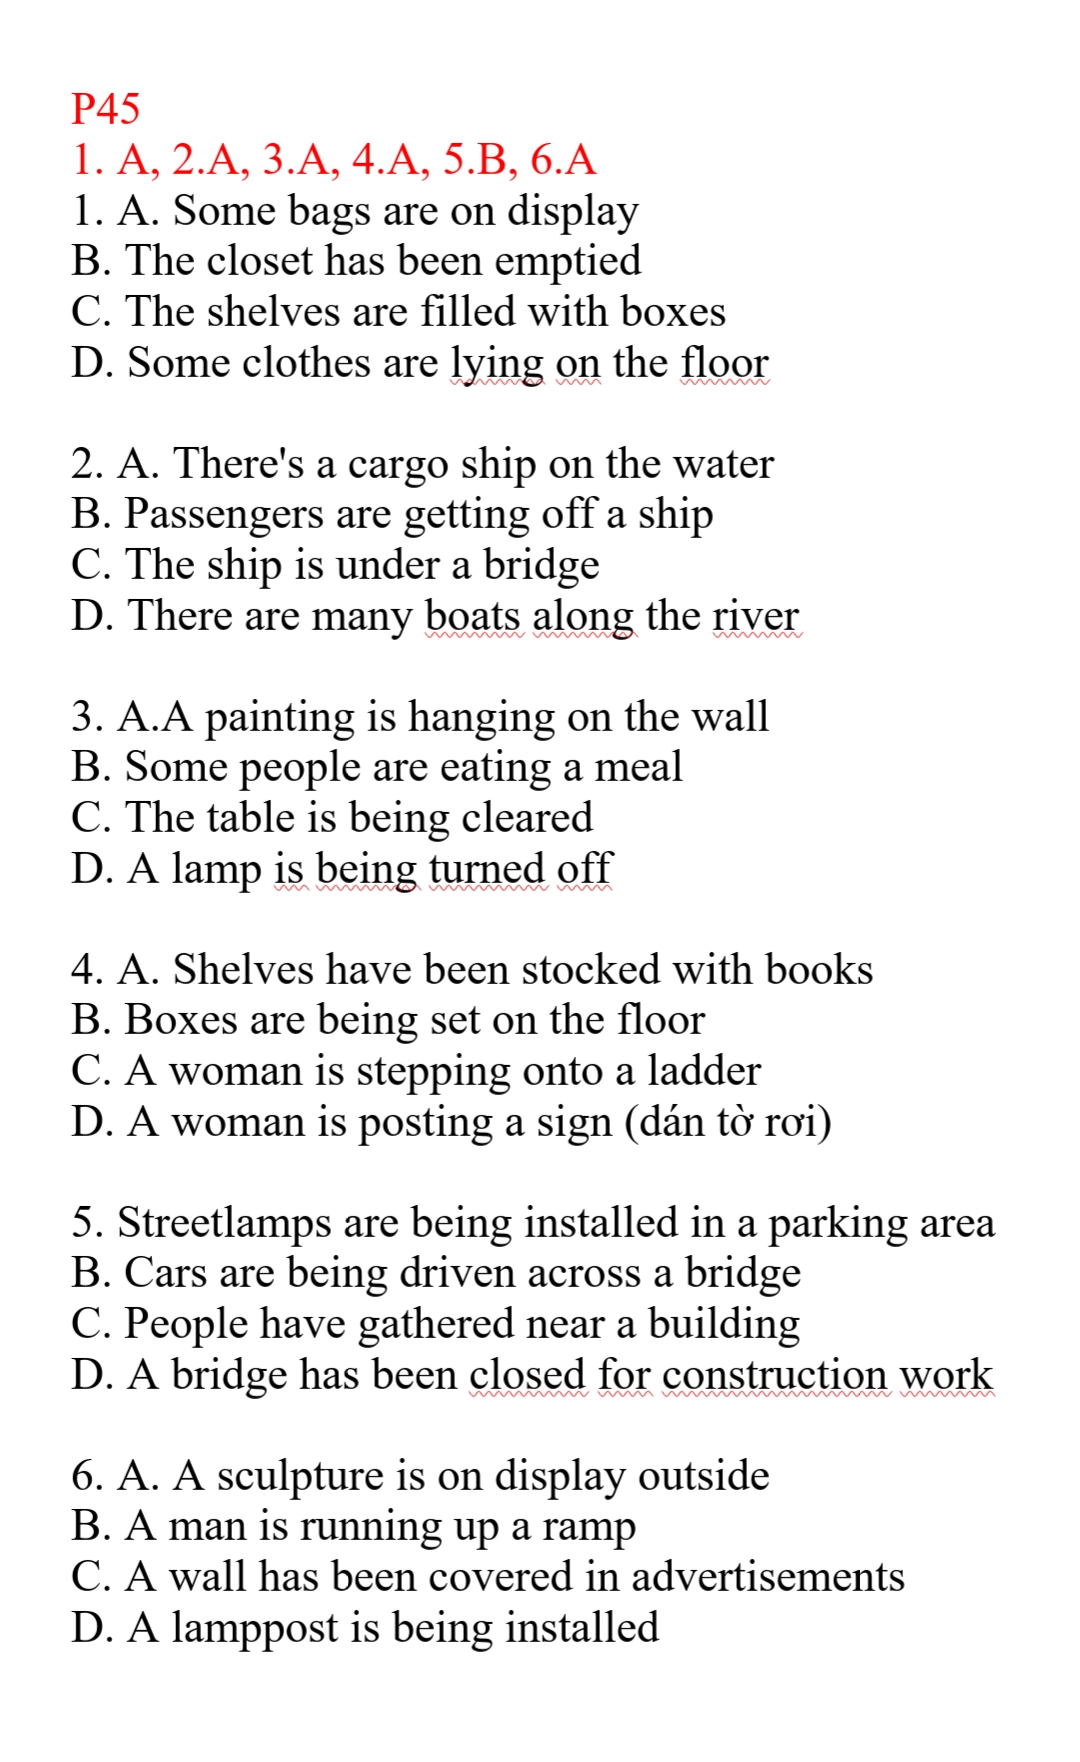 P45
1. A, 2.A, 3.A, 4.A, 5.B, 6.A
1. A. Some bags are on display
B. The closet has been emptied
C. The shelves are filled with boxes
D. Some clothes are lying on the floor
2. A. There's a cargo ship on the water
B. Passengers are getting off a ship
C. The ship is under a bridge
D. There are many boats along the river
3. A.A painting is hanging on the wall
B. Some people are eating a meal
C. The table is being cleared
D. A lamp is being turned off
4. A. Shelves have been stocked with books
B. Boxes are being set on the floor
C. A woman is stepping onto a ladder
D. A woman is posting a sign (dán tờ rơi)
5. Streetlamps are being installed in a parking area
B. Cars are being driven across a bridge
C. People have gathered near a building
D. A bridge has been closed for construction work
6. A. A sculpture is on display outside
B. A man is running up a ramp
C. A wall has been covered in advertisements
D. A lamppost is being installed